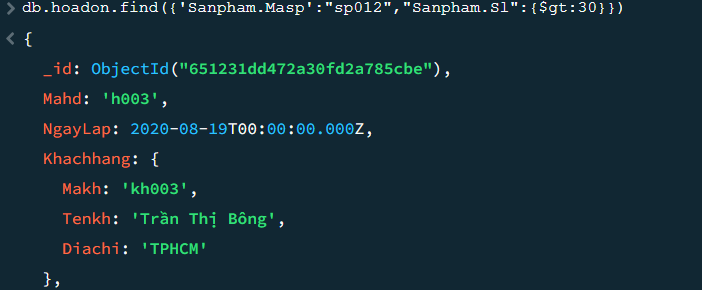 db.hoadon.find({'Sanpham.Masp':"sp012","Sanpham.Sl":{$gt:30}})
{
_id: ObjectId("651231dd472a30fd2a785cbe"),
Mahd: 'h003',
NgayLap: 2020-08-19T00:00:00.000Z,
Khachhang: {
Makh: 'kh003',
Tenkh: 'Trần Thị Bông',
Diachi: 'TPHCM'
},